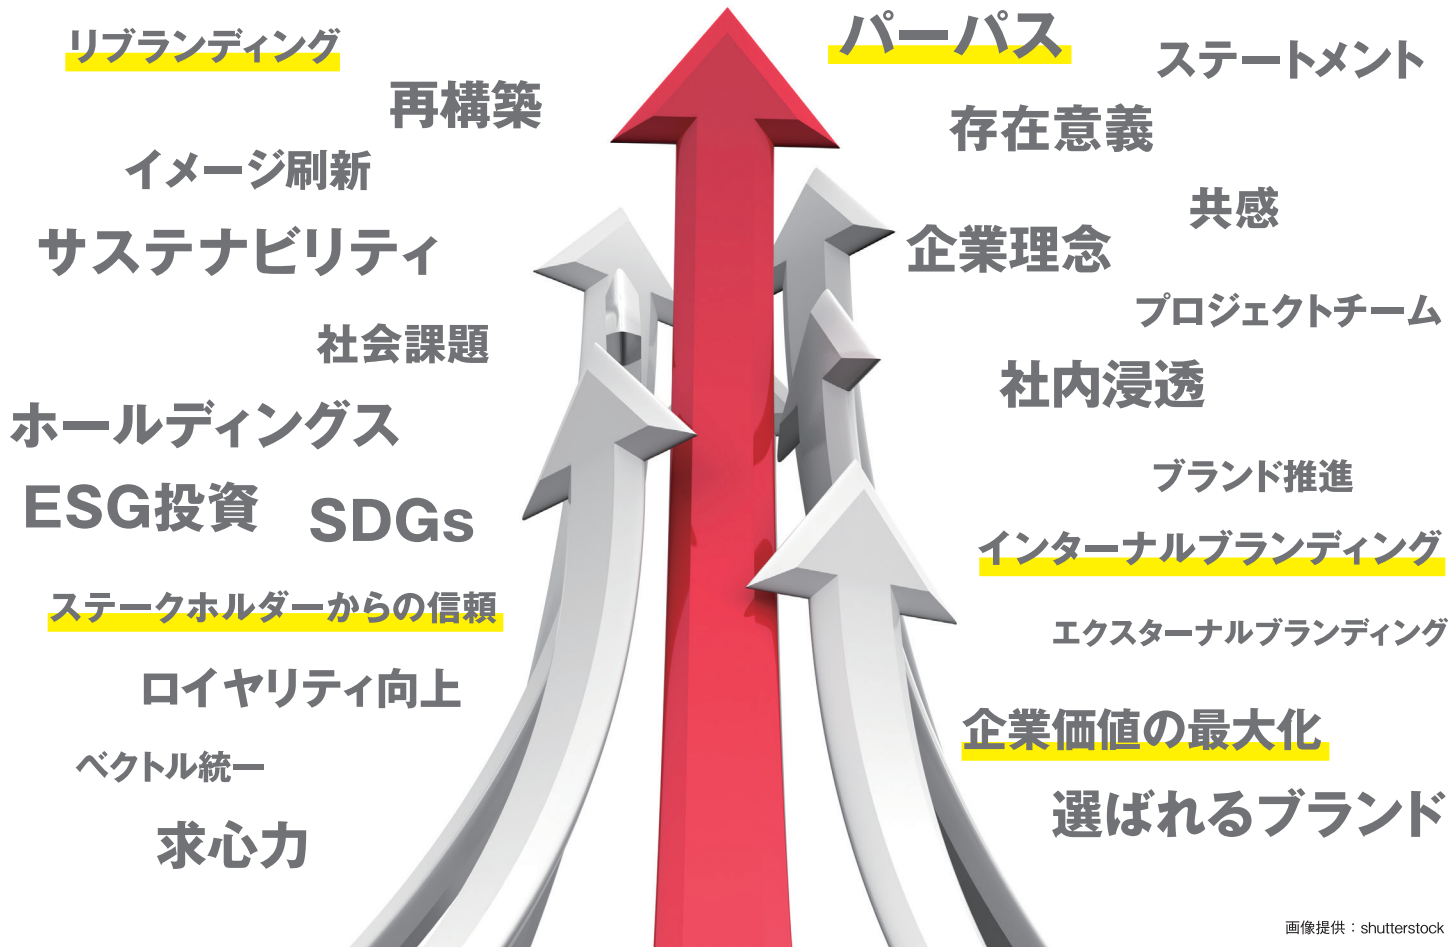 リブランディング
再構築
イメージ刷新
サステナビリティ
社会課題
ホールディングス
ESG投資
SDGs
ステークホルダーからの信頼
ロイヤリティ向上
ベクトル統一
求心力
パーパス
ステートメント
存在意義
共感
企業理念
プロジェクトチーム
社内浸透
ブランド推進
インターナルブランディング
エクスターナルブランディング
企業価値の最大化
選ばれるブランド
画像提供：shutterstock